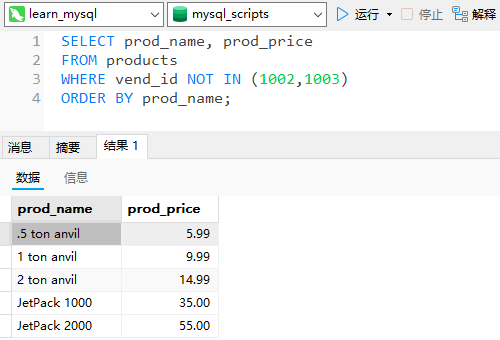 learn_mysql mysql_scripts 运行 停止 解释
1 SELECT prod_name, prod_price
2 FROM products
3 WHERE vend_id NOT IN (1002,1003)
4 ORDER BY prod_name;
消息 摘要 结果 1
数据 信息
prod_name prod_price
.5 ton anvil 5.99
1 ton anvil 9.99
2 ton anvil 14.99
JetPack 1000 35.00
JetPack 2000 55.00